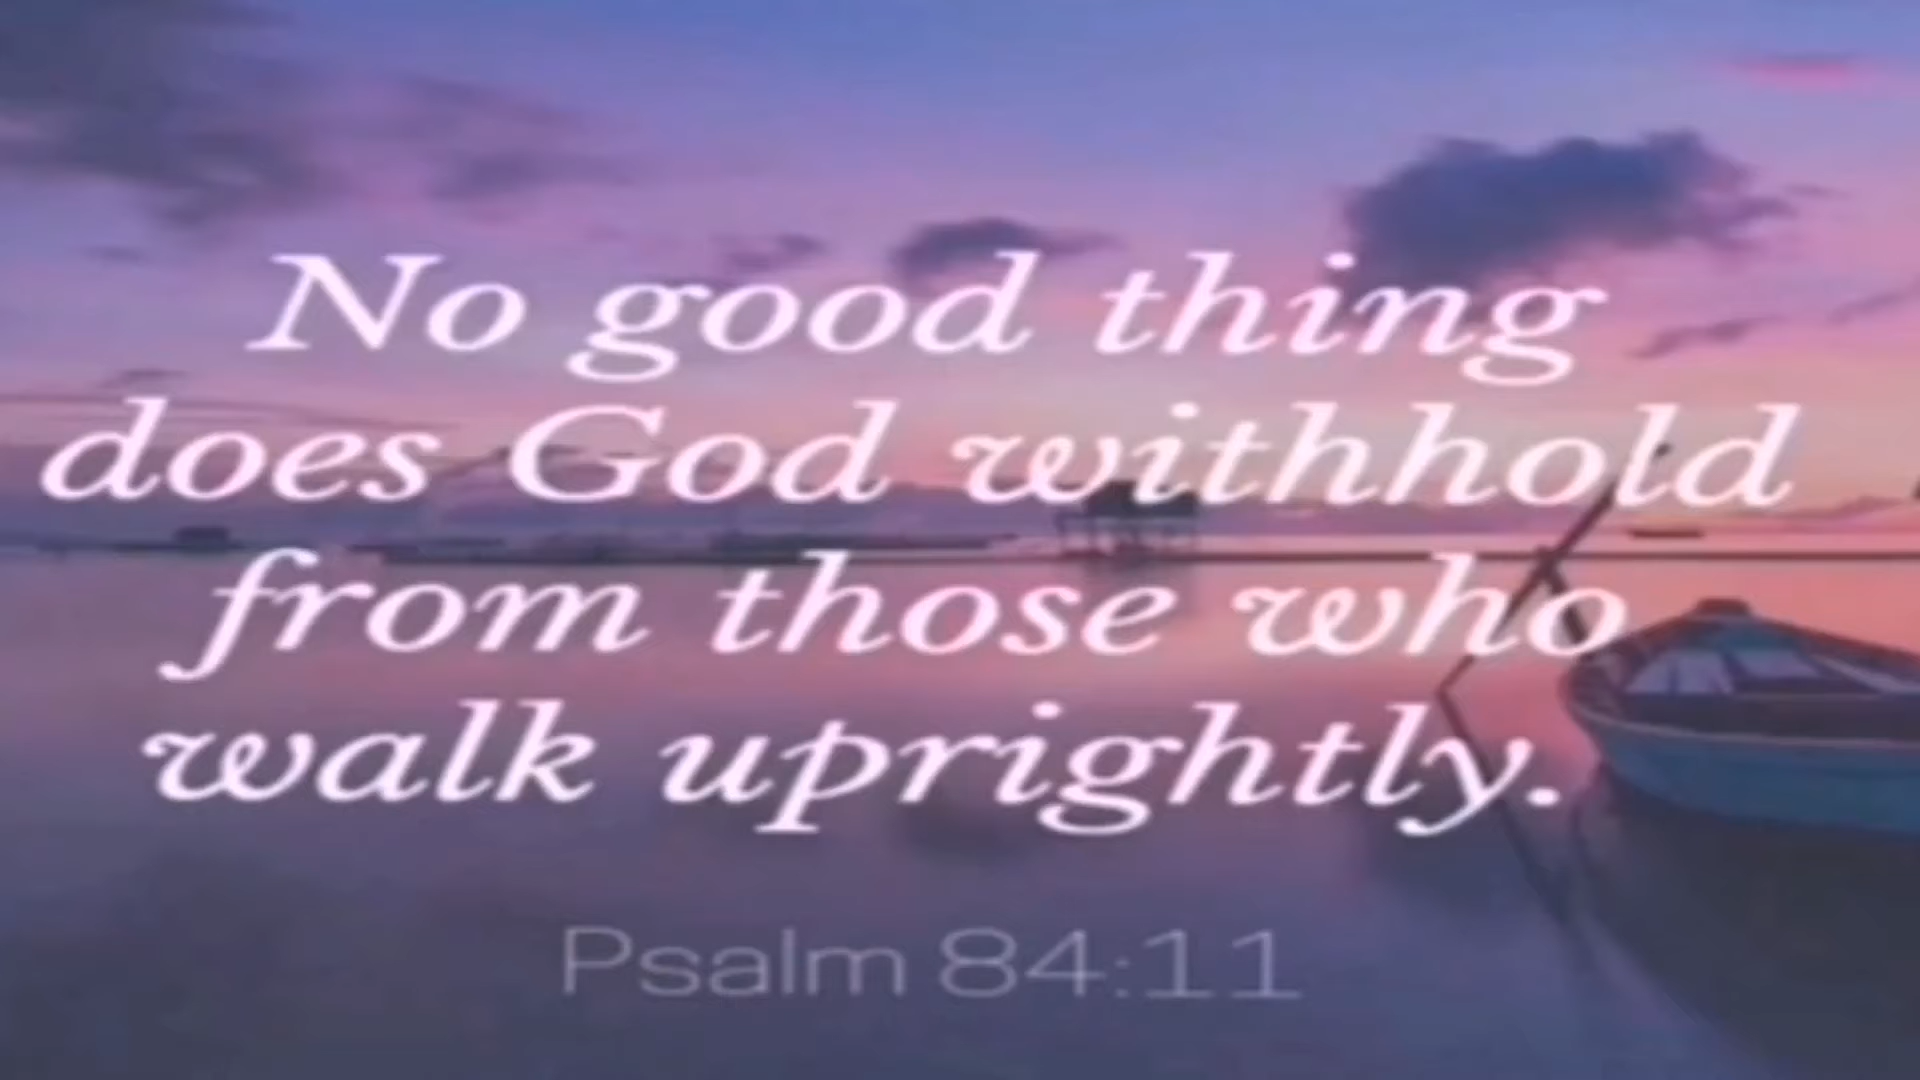 No good thing
does God withhold
from those who
walk uprightly.
Psalm 84:11